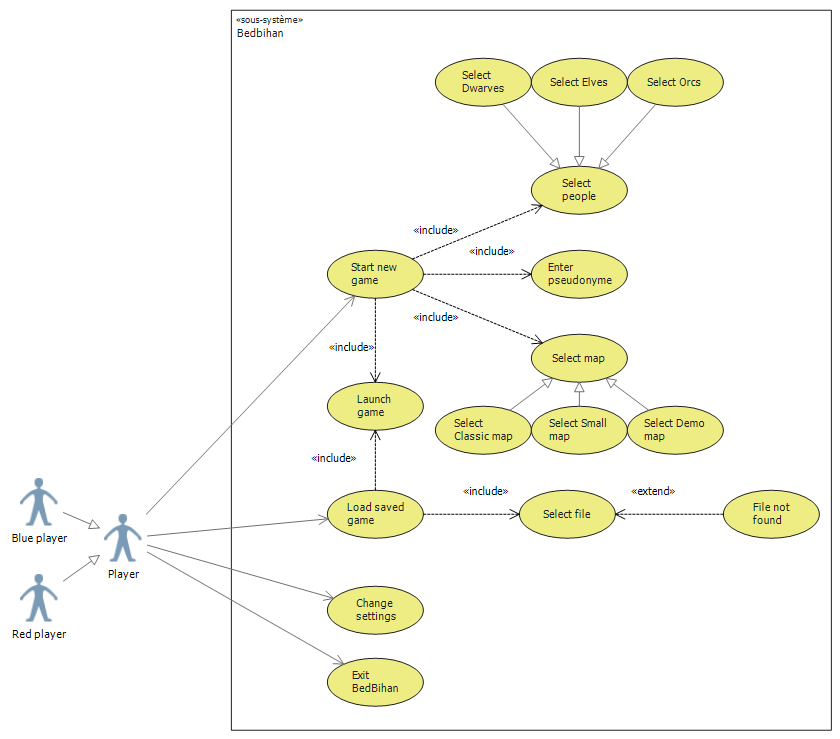 «sous-système»
Bedbihan
Select
Dwarves
Select Elves
Select Orcs
Select
people
«include»
«include»
Start new
game
Enter
pseudonyme
«include»
«include»
Select map
Launch
game
Select
Classic map
Select Small
map
Select Demo
map
«include»
«include»
«extend»
Load saved
game
Select file
File not
found
Blue player
Player
Change
settings
Red player
Exit
BedBihan